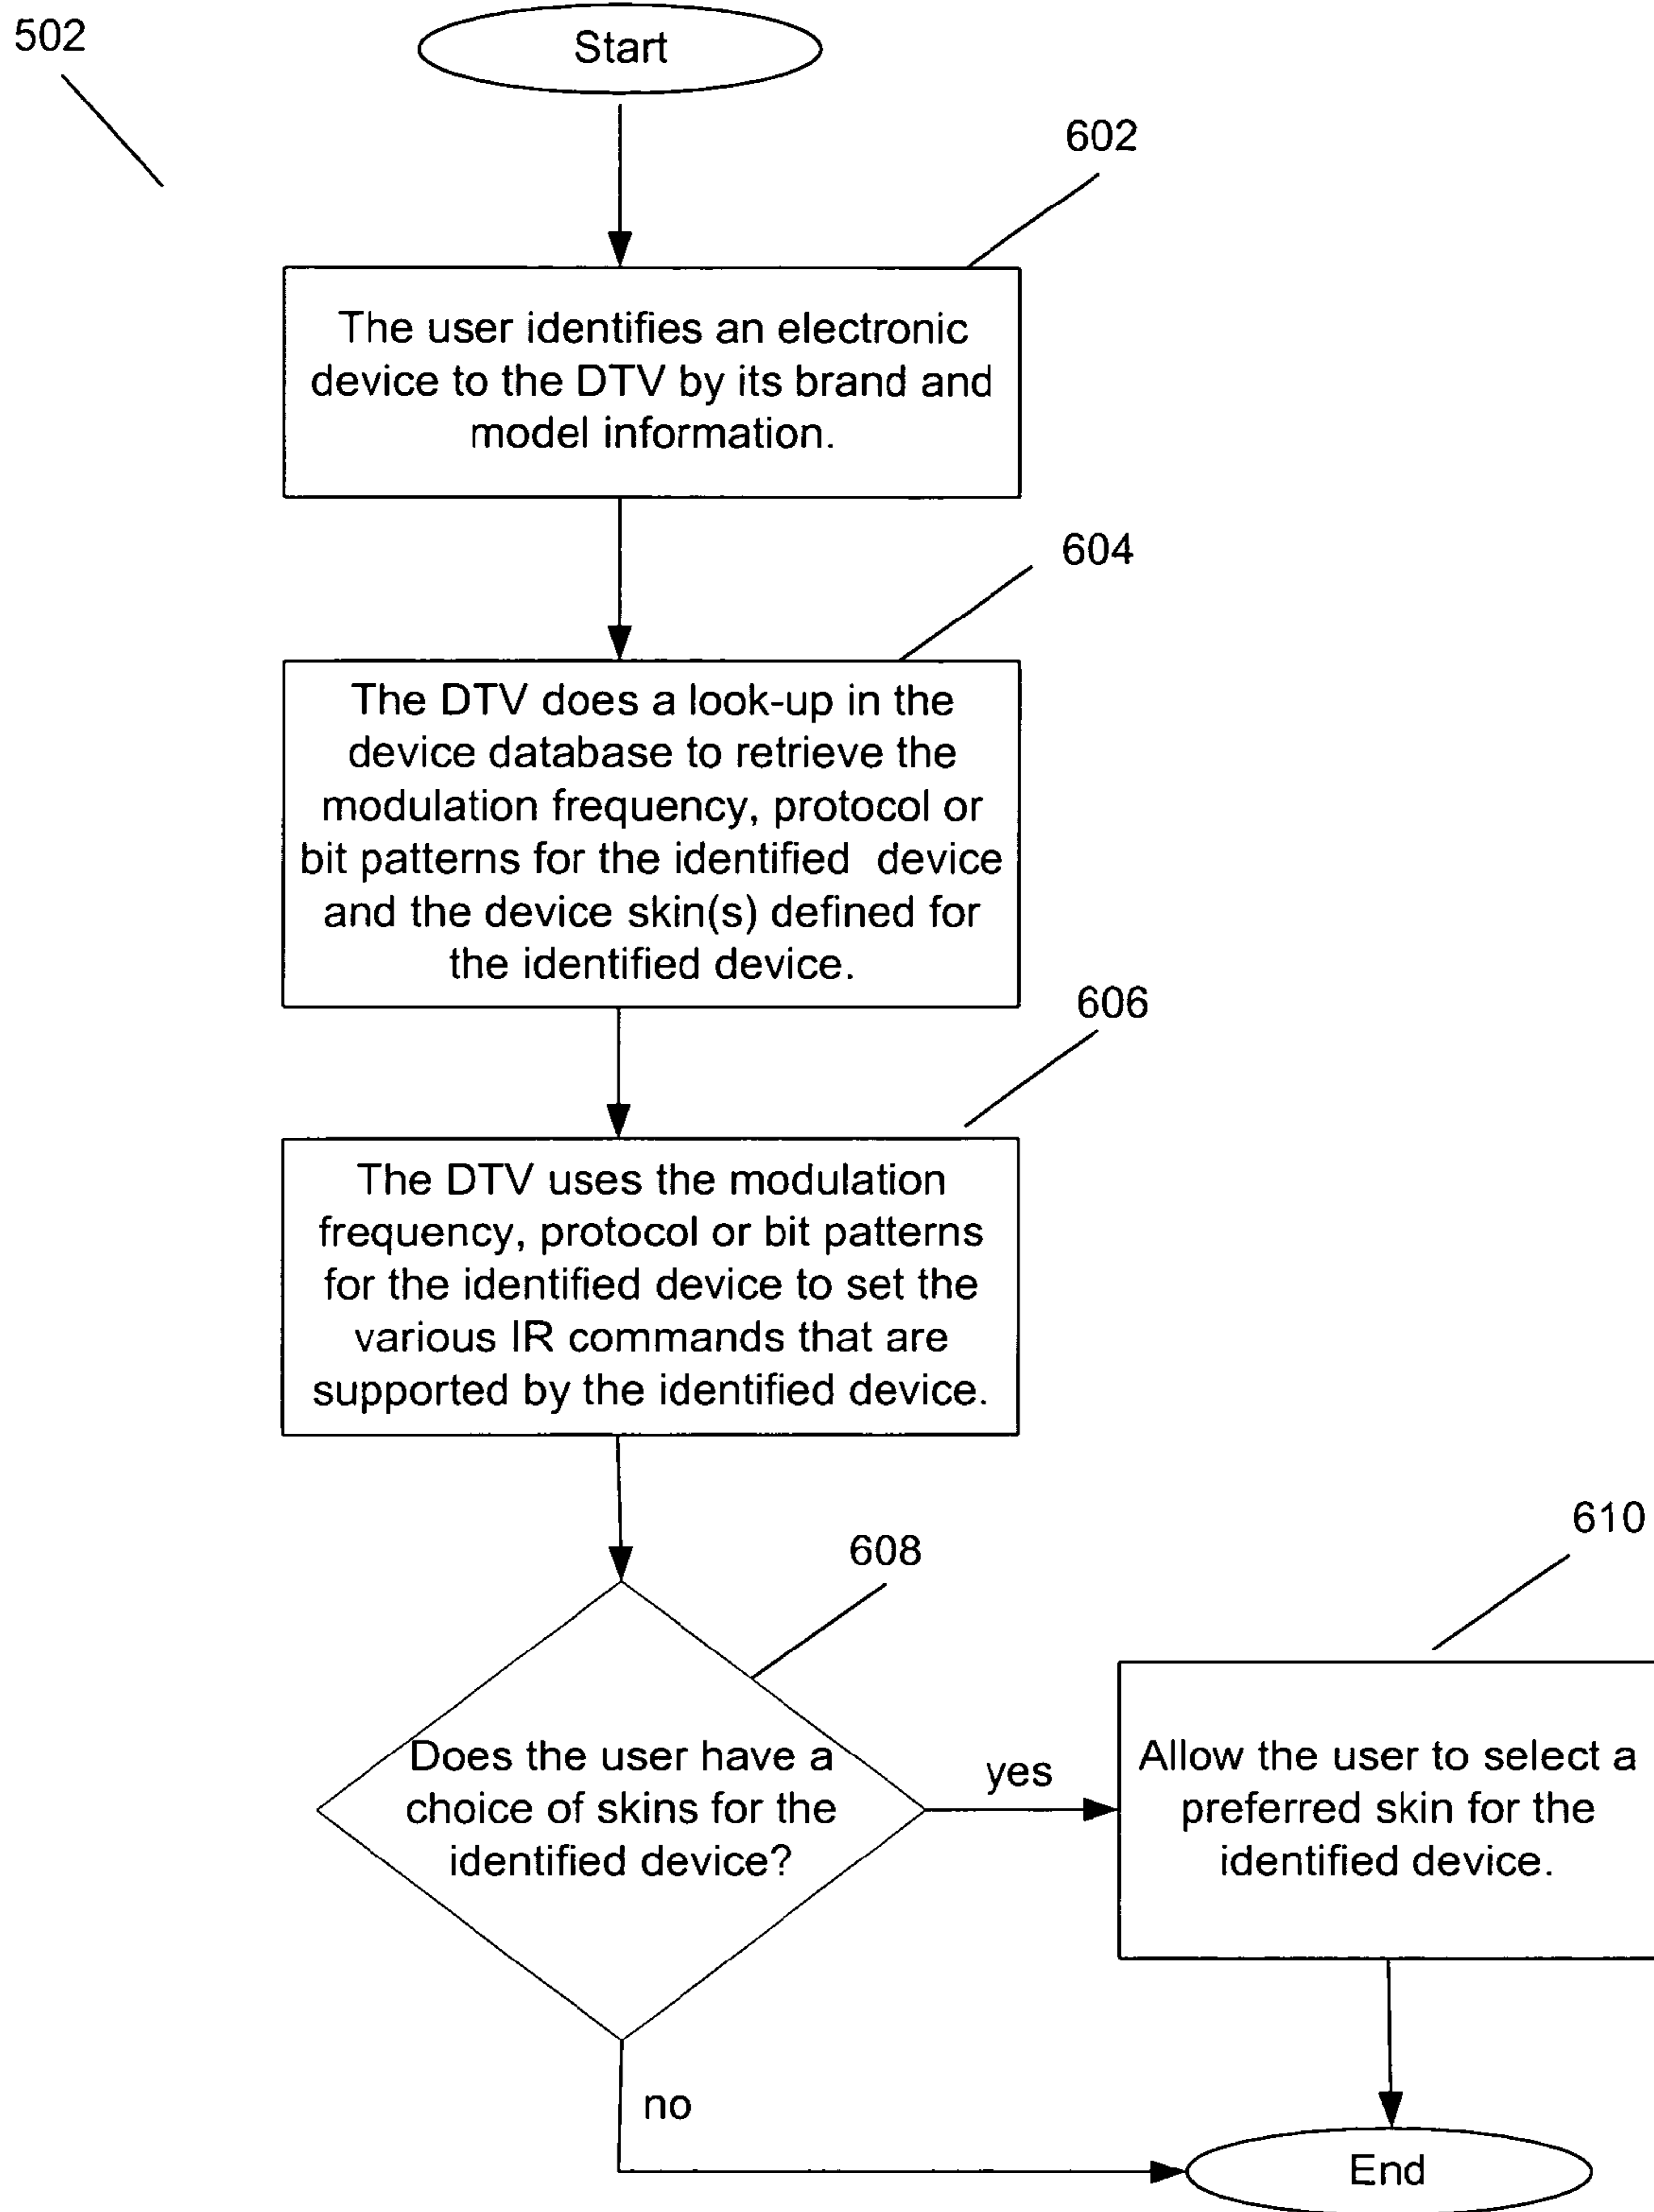 502
Start
602
The user identifies an electronic
device to the DTV by its brand and
model information.
604
The DTV does a look-up in the
device database to retrieve the
modulation frequency, protocol or
bit patterns for the identified device
and the device skin(s) defined for
the identified device.
606
The DTV uses the modulation
frequency, protocol or bit patterns
for the identified device to set the
various IR commands that are
supported by the identified device.
608
610
Does the user have a
choice of skins for the
identified device?
yes
Allow the user to select a
preferred skin for the
identified device.
no
End